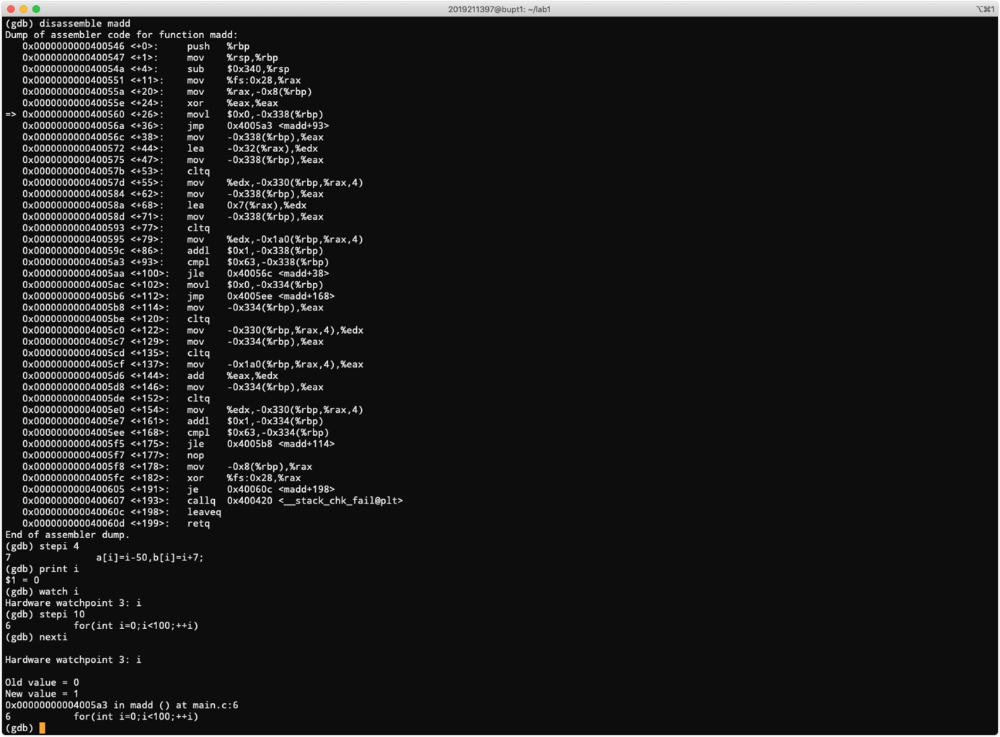 2019211397@bupt1: ~/lab1
⌥⌘1
(gdb) disassemble madd
Dump of assembler code for function madd:
   0x0000000000400546 <+0>:     push   %rbp
   0x0000000000400547 <+1>:     mov    %rsp,%rbp
   0x000000000040054a <+4>:     sub    $0x340,%rsp
   0x0000000000400551 <+11>:    mov    %fs:0x28,%rax
   0x000000000040055a <+20>:    mov    %rax,-0x8(%rbp)
   0x000000000040055e <+24>:    xor    %eax,%eax
=> 0x0000000000400560 <+26>:    movl   $0x0,-0x338(%rbp)
   0x000000000040056a <+36>:    jmp    0x4005a3 <madd+93>
   0x000000000040056c <+38>:    mov    -0x338(%rbp),%eax
   0x0000000000400572 <+44>:    lea    -0x32(%rax),%edx
   0x0000000000400575 <+47>:    mov    -0x338(%rbp),%eax
   0x000000000040057b <+53>:    cltq
   0x000000000040057d <+55>:    mov    %edx,-0x330(%rbp,%rax,4)
   0x0000000000400584 <+62>:    mov    -0x338(%rbp),%eax
   0x000000000040058a <+68>:    lea    0x7(%rax),%edx
   0x000000000040058d <+71>:    mov    -0x338(%rbp),%eax
   0x0000000000400593 <+77>:    cltq
   0x0000000000400595 <+79>:    mov    %edx,-0x1a0(%rbp,%rax,4)
   0x000000000040059c <+86>:    addl   $0x1,-0x338(%rbp)
   0x00000000004005a3 <+93>:    cmpl   $0x63,-0x338(%rbp)
   0x00000000004005aa <+100>:   jle    0x40056c <madd+38>
   0x00000000004005ac <+102>:   movl   $0x0,-0x334(%rbp)
   0x00000000004005b6 <+112>:   jmp    0x4005ee <madd+168>
   0x00000000004005b8 <+114>:   mov    -0x334(%rbp),%eax
   0x00000000004005be <+120>:   cltq
   0x00000000004005c0 <+122>:   mov    -0x330(%rbp,%rax,4),%edx
   0x00000000004005c7 <+129>:   mov    -0x334(%rbp),%eax
   0x00000000004005cd <+135>:   cltq
   0x00000000004005cf <+137>:   mov    -0x1a0(%rbp,%rax,4),%eax
   0x00000000004005d6 <+144>:   add    %eax,%edx
   0x00000000004005d8 <+146>:   mov    -0x334(%rbp),%eax
   0x00000000004005de <+152>:   cltq
   0x00000000004005e0 <+154>:   mov    %edx,-0x330(%rbp,%rax,4)
   0x00000000004005e7 <+161>:   addl   $0x1,-0x334(%rbp)
   0x00000000004005ee <+168>:   cmpl   $0x63,-0x334(%rbp)
   0x00000000004005f5 <+175>:   jle    0x4005b8 <madd+114>
   0x00000000004005f7 <+177>:   nop
   0x00000000004005f8 <+178>:   mov    -0x8(%rbp),%rax
   0x00000000004005fc <+182>:   xor    %fs:0x28,%rax
   0x0000000000400605 <+191>:   je     0x40060c <madd+198>
   0x0000000000400607 <+193>:   callq  0x400420 <__stack_chk_fail@plt>
   0x000000000040060c <+198>:   leaveq
   0x000000000040060d <+199>:   retq
End of assembler dump.
(gdb) stepi 4
7               a[i]=i-50,b[i]=i+7;
(gdb) print i
$1 = 0
(gdb) watch i
Hardware watchpoint 3: i
(gdb) stepi 10
6           for(int i=0;i<100;++i)
(gdb) nexti
Hardware watchpoint 3: i
Old value = 0
New value = 1
0x00000000004005a3 in madd () at main.c:6
6           for(int i=0;i<100;++i)
(gdb)